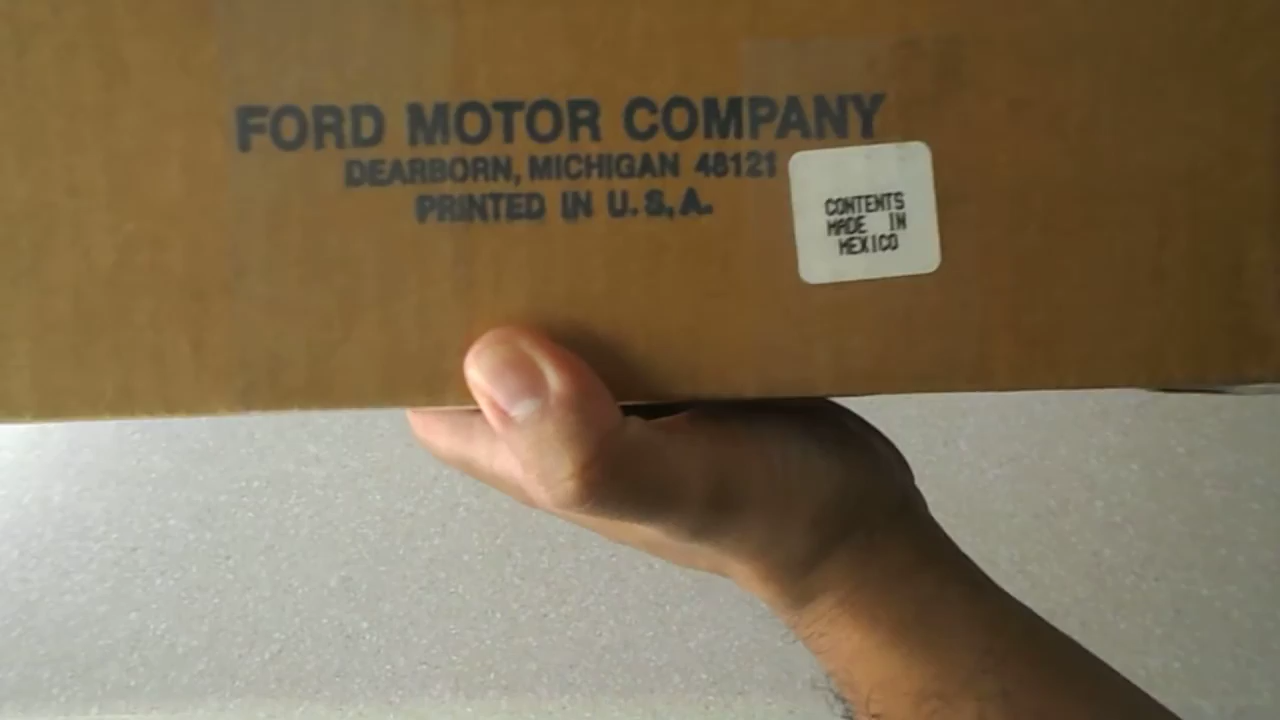 FORD MOTOR COMPANY
DEARBORN, MICHIGAN 48121
PRINTED IN U.S.A.
CONTENTS
MADE IN
MEXICO